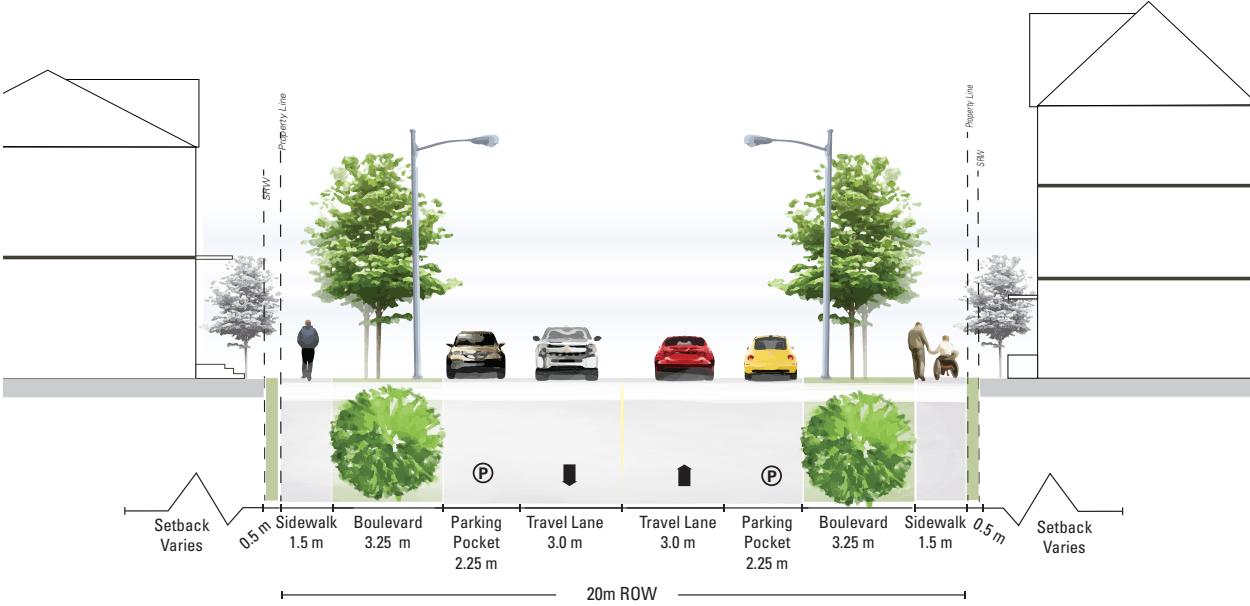 Property Line
SRW
Property Line
SRW
P
P
Setback
Varies
0.5 m
Sidewalk
1.5 m
Boulevard
3.25 m
Parking
Pocket
2.25 m
Travel Lane
3.0 m
Travel Lane
3.0 m
Parking
Pocket
2.25 m
Boulevard
3.25 m
Sidewalk
1.5 m
0.5 m
Setback
Varies
20m ROW